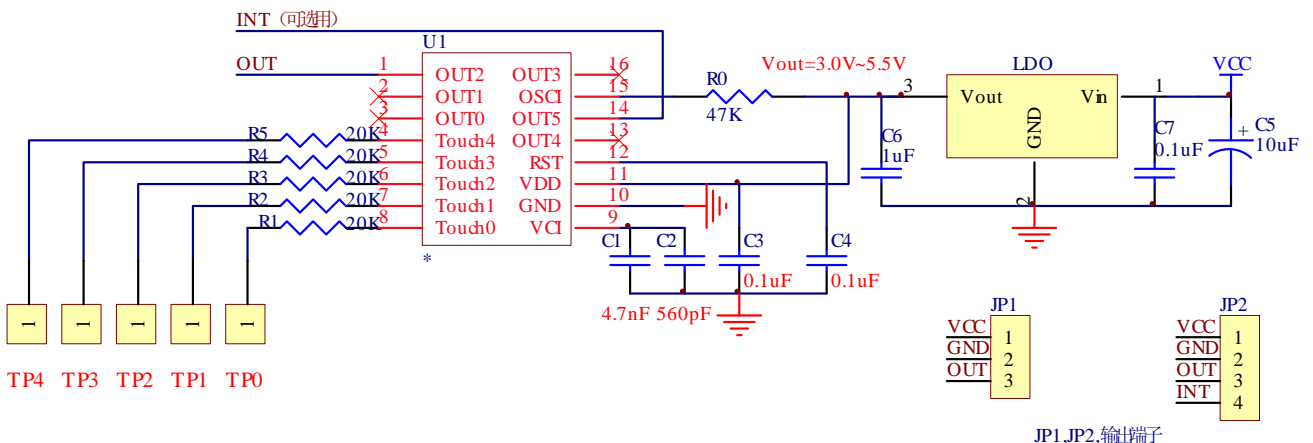 INT (可选用)
U1
OUT
1 OUT2 OUT3 16
2 OUT1 OSCI 15
3 OUT0 OUT5 14
R5 20K 4 Touch4 OUT4 13
R4 20K 5 Touch3 RST 12
R3 20K 6 Touch2 VDD 11
R2 20K 7 Touch1 GND 10
R1 20K 8 Touch0 VCI 9
*
R0
47K
Vout=3.0V~5.5V
LDO
3 Vout Vin 1
GND
2
VCC
C6
1uF
C7
0.1uF
+ C5
10uF
C1 C2 C3 C4
0.1uF 0.1uF
4.7nF 560pF
1 1 1 1 1
TP4 TP3 TP2 TP1 TP0
JP1
VCC 1
GND 2
OUT 3
JP2
VCC 1
GND 2
OUT 3
INT 4
JP1,JP2,输出端子